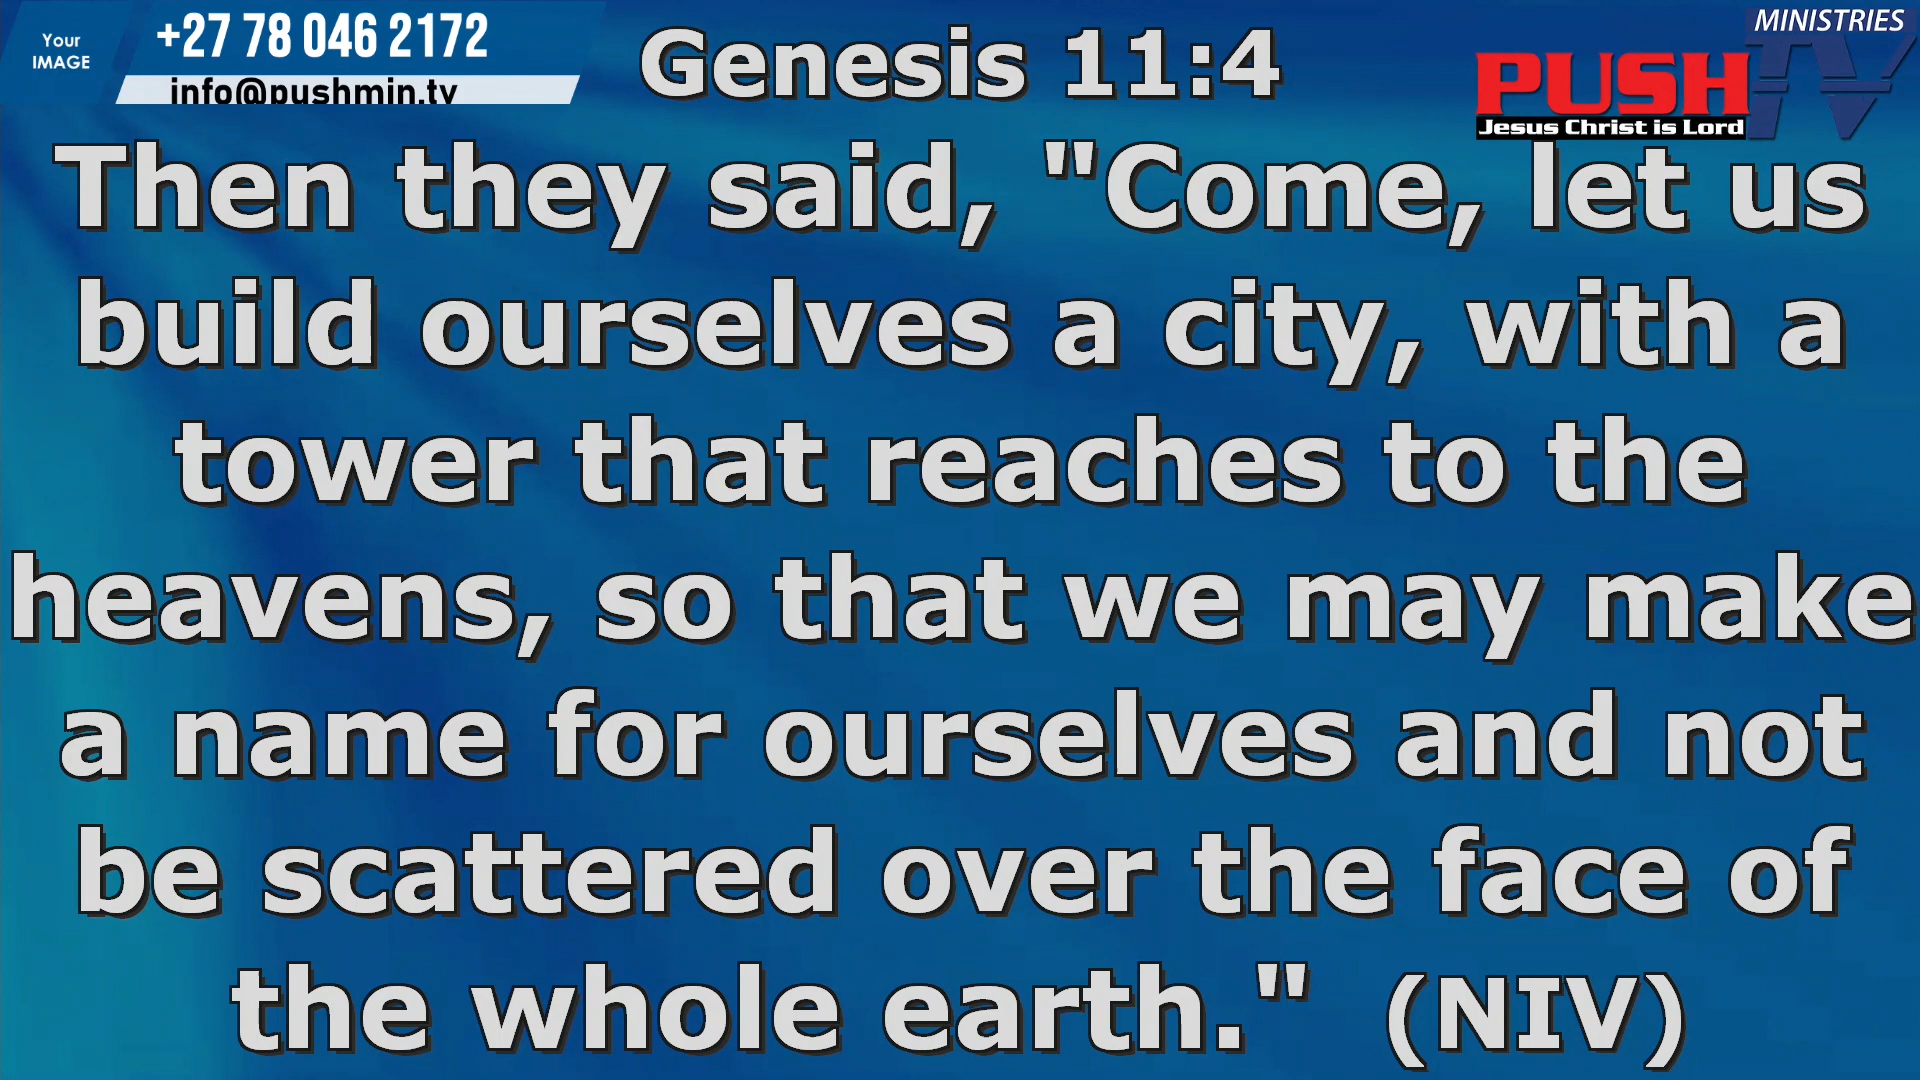 Your
IMAGE
+27 78 046 2172
info@pushmin.tv
Genesis 11:4
MINISTRIES
PUSH TV
Jesus Christ is Lord
Then they said, "Come, let us
build ourselves a city, with a
tower that reaches to the
heavens, so that we may make
a name for ourselves and not
be scattered over the face of
the whole earth." (NIV)